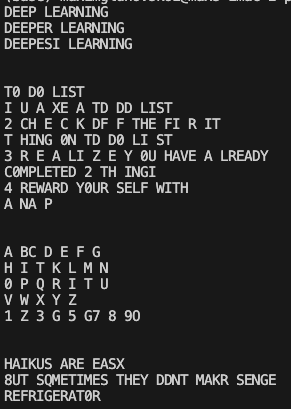 DEEP LEARNING
DEEPER LEARNING
DEEPESI LEARNING
T0 D0 LIST
I U A XE A TD DD LIST
2 CH E C K DF F THE FI R IT
T HING 0N TD D0 LI ST
3 R E A L I Z E Y 0U HAVE A LREADY
C0MPLETED 2 TH INGI
4 REWARD Y0UR SELF WITH
A NA P
A BC D E F G
H I T K L M N
0 P Q R I T U
V W X Y Z
1 Z 3 G 5 G7 8 9O
HAIKUS ARE EASX
8UT SQMETIMES THEY DDNT MAKR SENGE
REFRIGERAT0R